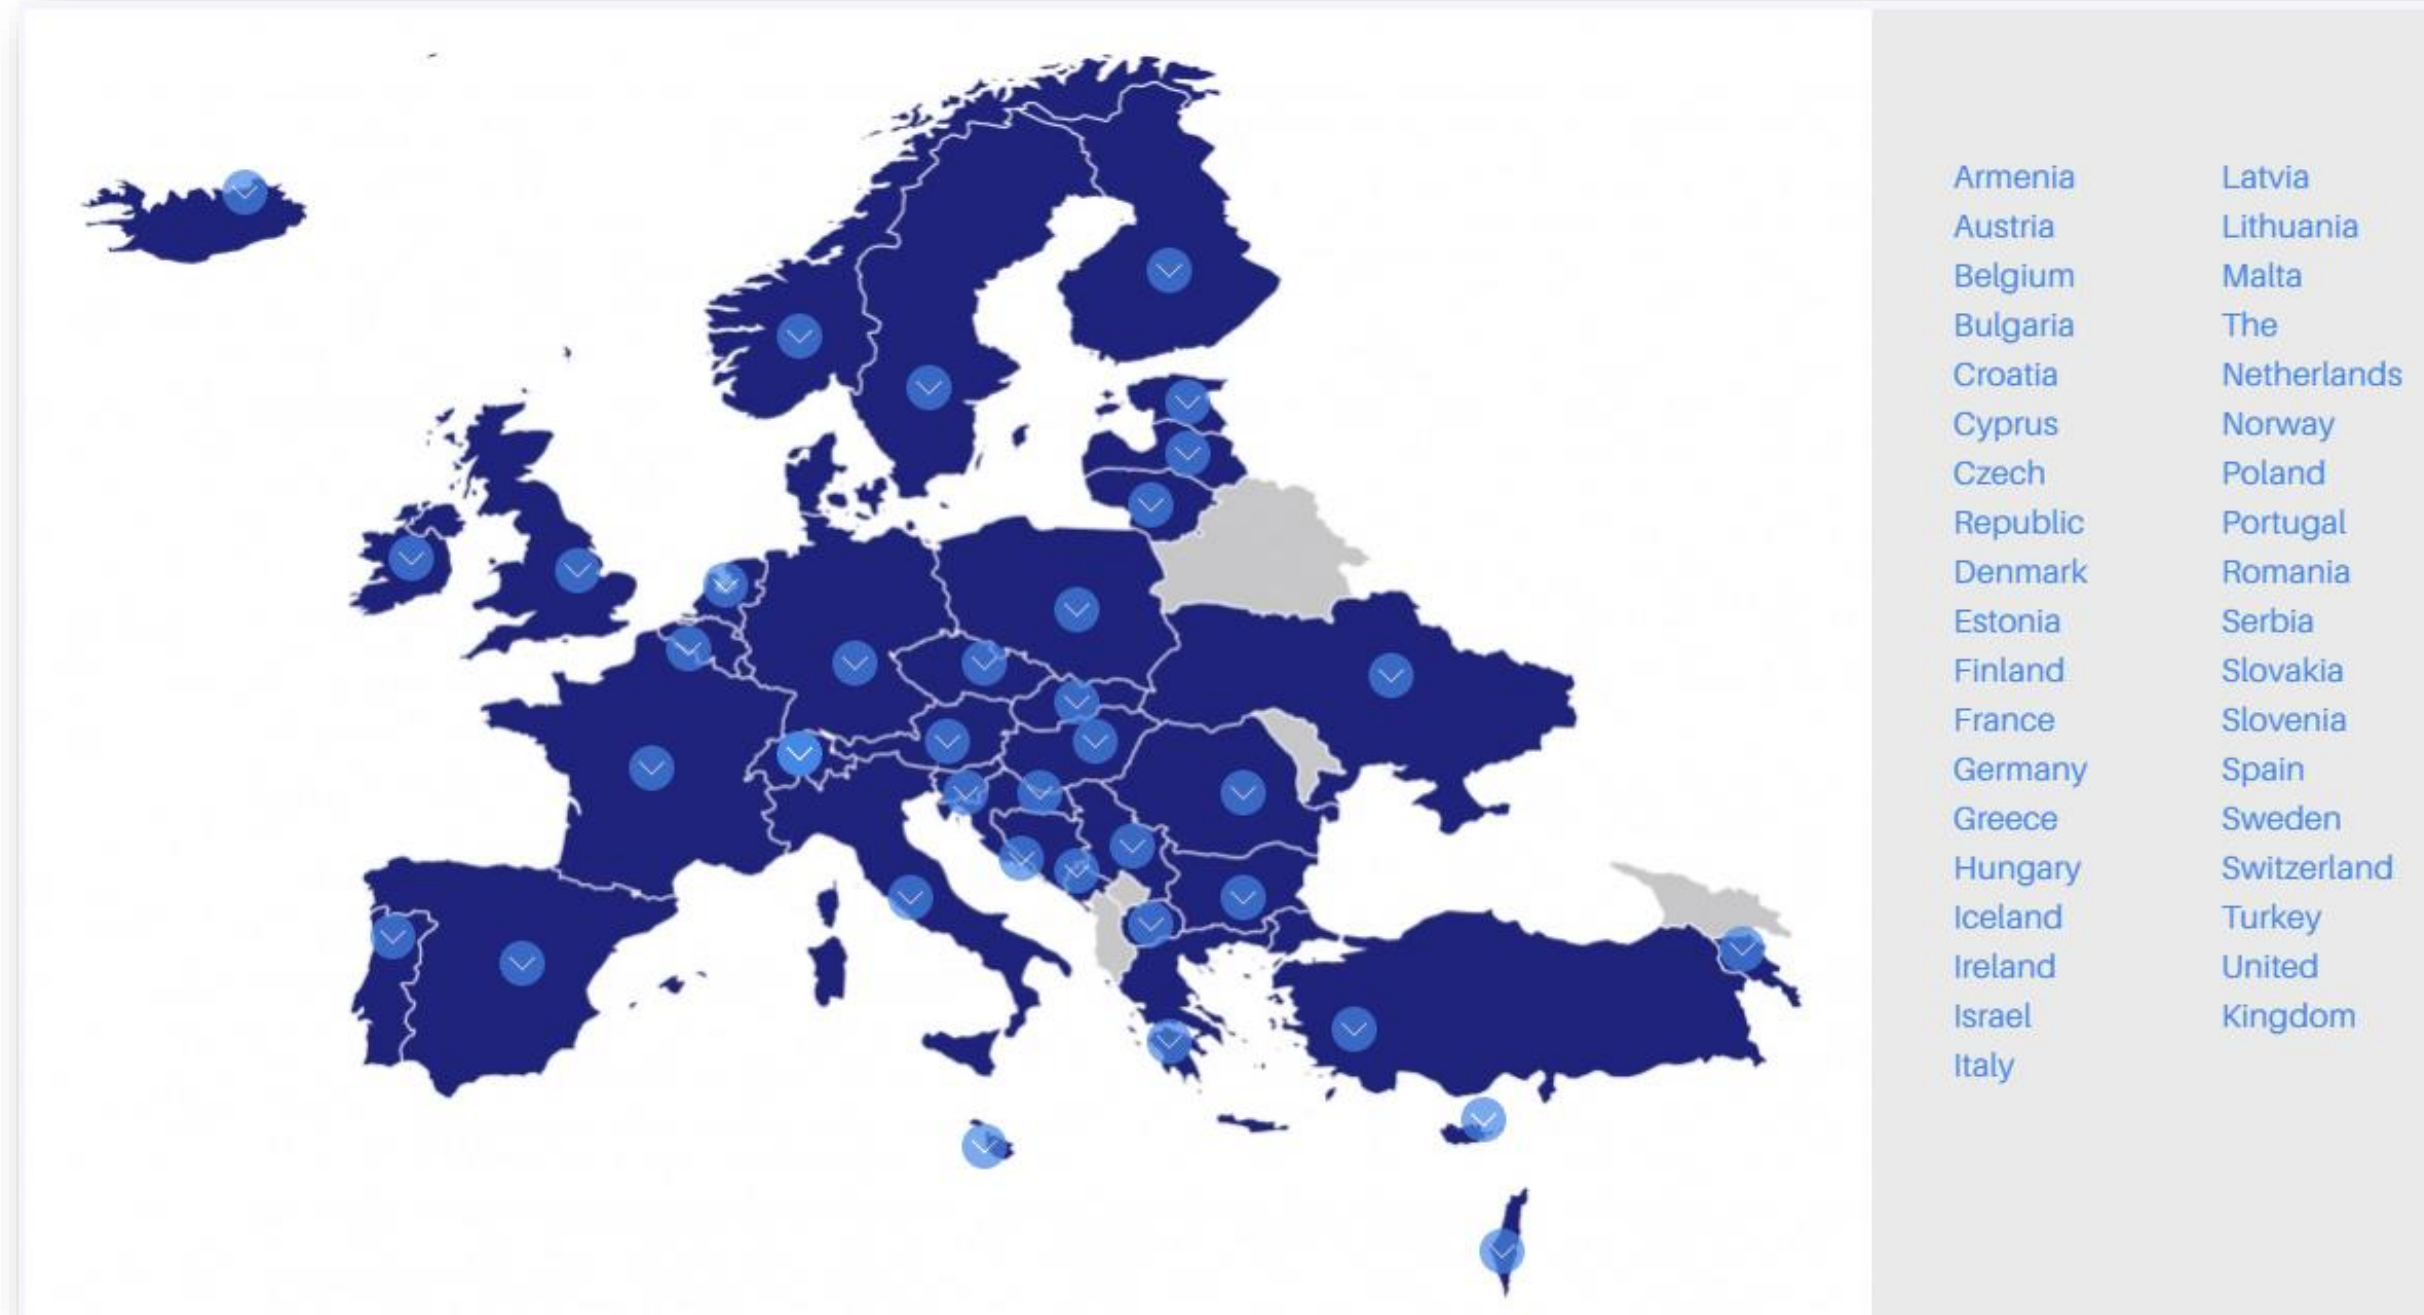 Armenia
Austria
Belgium
Bulgaria
Croatia
Cyprus
Czech
Republic
Denmark
Estonia
Finland
France
Germany
Greece
Hungary
Iceland
Ireland
Israel
Italy
Latvia
Lithuania
Malta
The
Netherlands
Norway
Poland
Portugal
Romania
Serbia
Slovakia
Slovenia
Spain
Sweden
Switzerland
Turkey
United
Kingdom